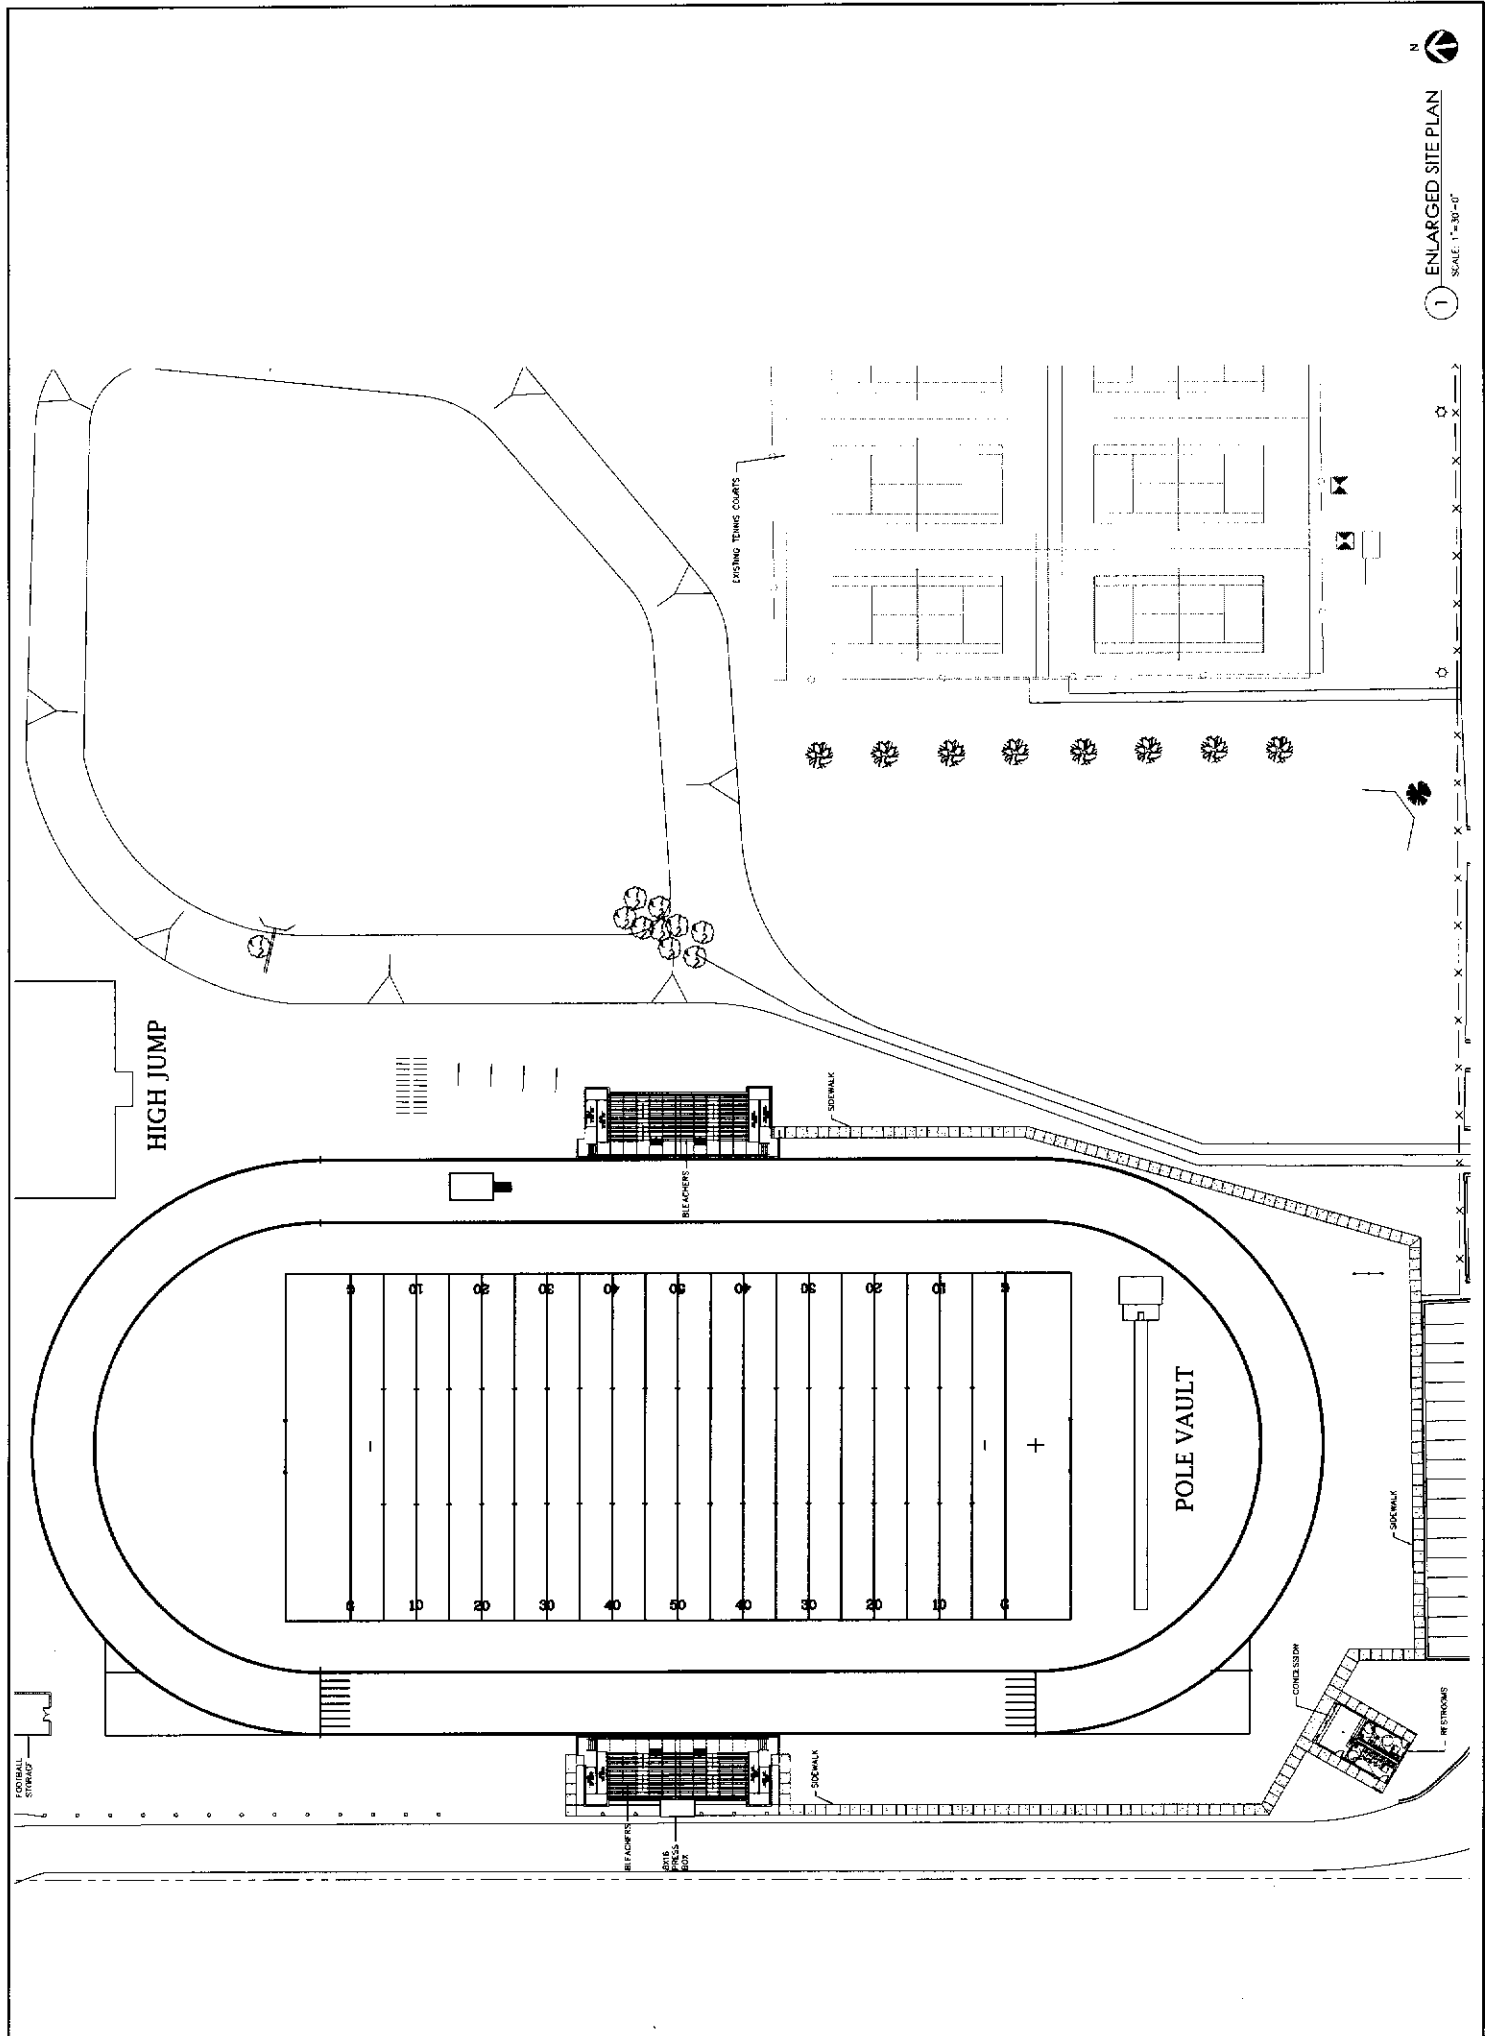 N
1
ENLARGED SITE PLAN
SCALE: 1"=30'-0"
EXISTING TENNIS COURTS
HIGH JUMP
SIDEWALK
BLEACHERS
G 10 20 30 40 50 40 30 20 10 G
POLE VAULT
G 10 20 30 40 50 40 30 20 10 G
SIDEWALK
CONCESSION
RESTROOMS
FOOTBALL
STORAGE
SIDEWALK
BLEACHERS
8X16
PRESS
BOX